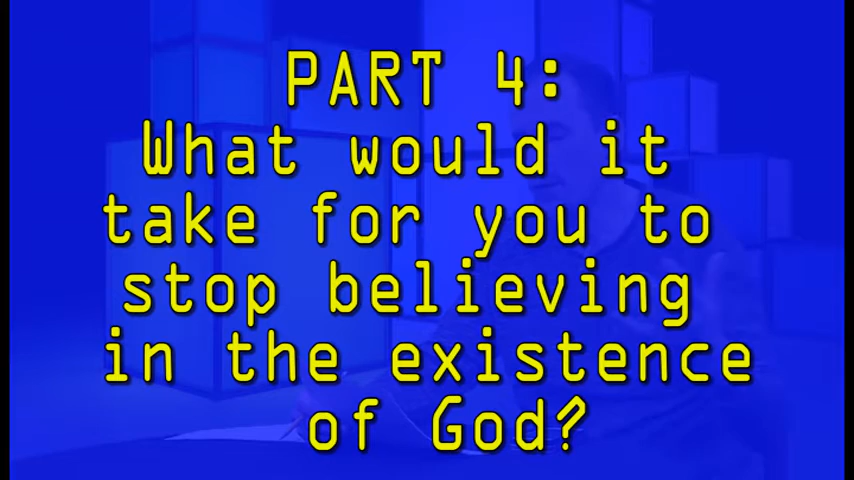 PART 4:
What would it
take for you to
stop believing
in the existence
of God?